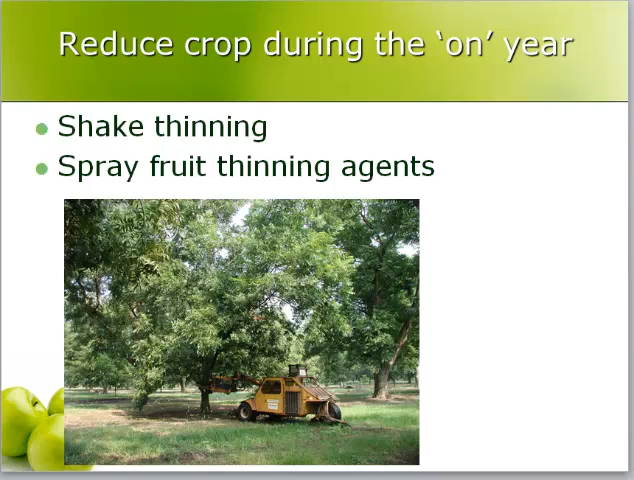 Reduce crop during the ‘on’ year
Shake thinning
Spray fruit thinning agents